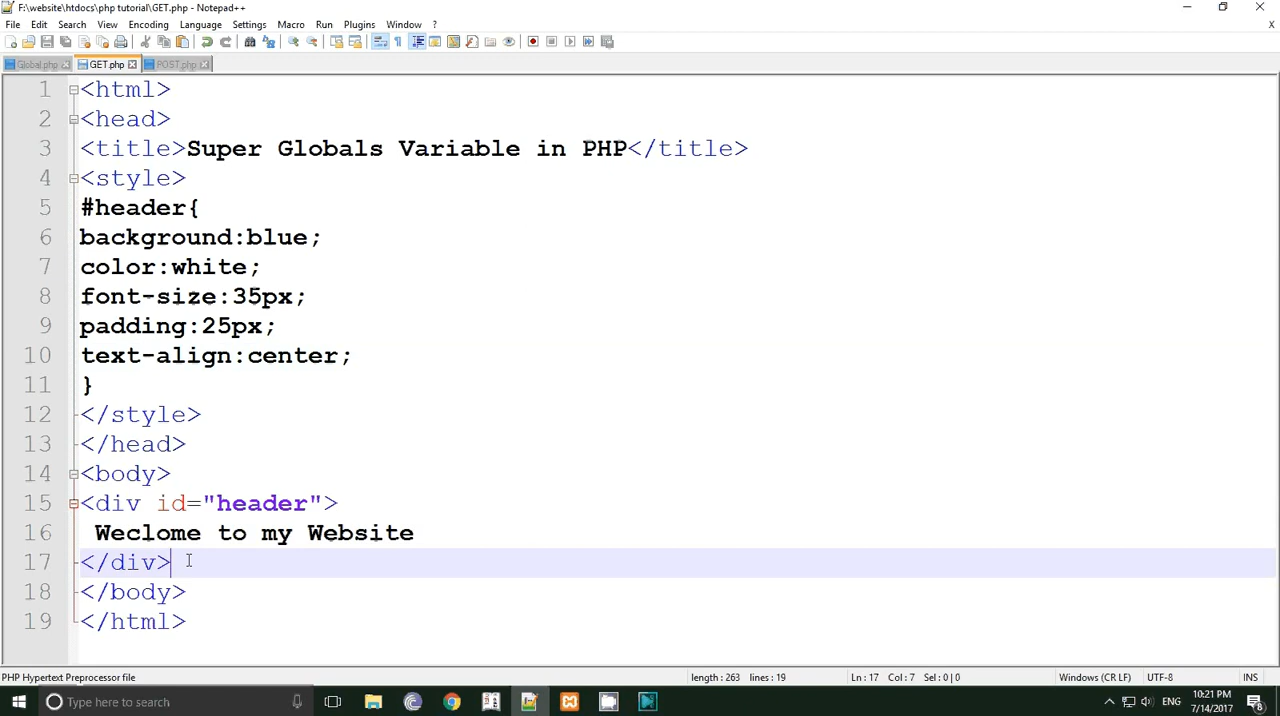 F:\website\htdocs\php tutorial\GET.php - Notepad++
File Edit Search View Encoding Language Settings Macro Run Plugins Window ? X
Global.php GET.php POST.php
1 <html>
2 <head>
3 <title>Super Globals Variable in PHP</title>
4 <style>
5 #header{
6 background:blue;
7 color:white;
8 font-size:35px;
9 padding:25px;
10 text-align:center;
11 }
12 </style>
13 </head>
14 <body>
15 <div id="header">
16 Weclome to my Website
17 </div>
18 </body>
19 </html>
PHP Hypertext Preprocessor file length : 263 lines : 19 Ln : 17 Col : 7 Sel : 0 | 0 Windows (CR LF) UTF-8 INS
Type here to search ENG 10:21 PM
7/14/2017 8